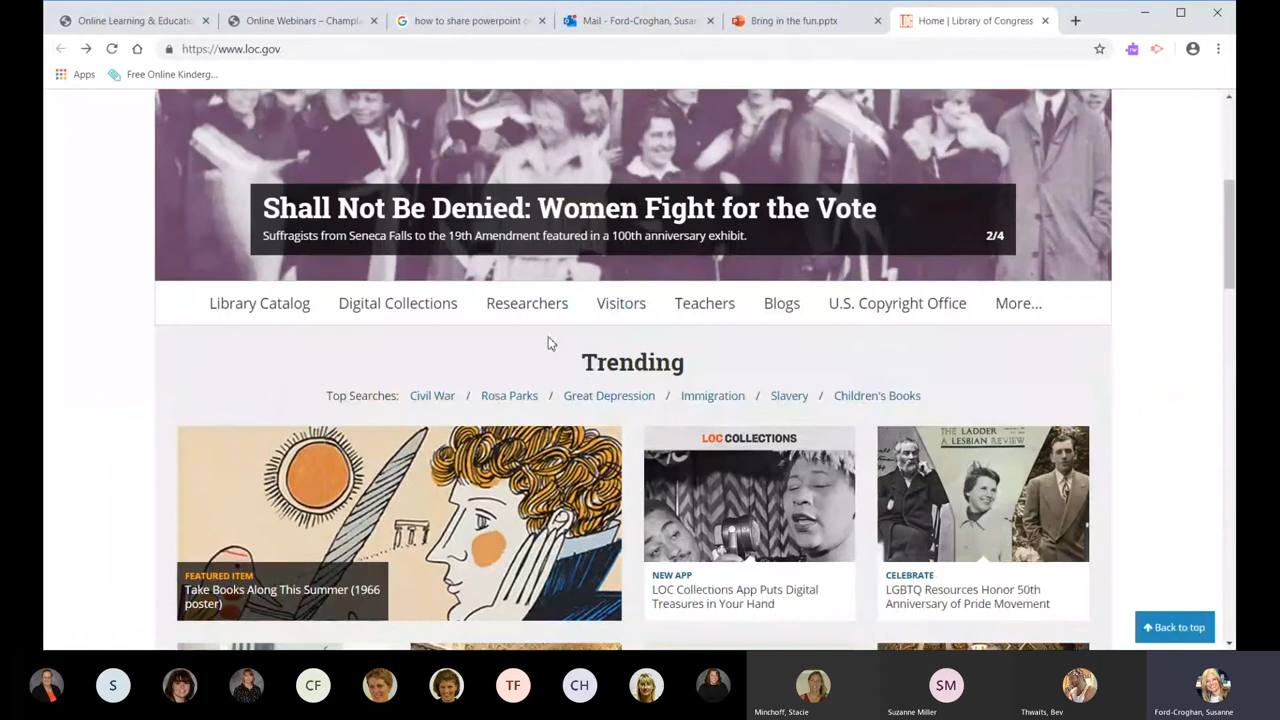 Online Learning & Educatio
Online Webinars – Champla
how to share powerpoint o
Mail - Ford-Croghan, Susan
Bring in the fun.pptx
LOC
Home | Library of Congress
https://www.loc.gov
Apps
Free Online Kinderg...
Shall Not Be Denied: Women Fight for the Vote
Suffragists from Seneca Falls to the 19th Amendment featured in a 100th anniversary exhibit.
2/4
Library Catalog
Digital Collections
Researchers
Visitors
Teachers
Blogs
U.S. Copyright Office
More...
Trending
Top Searches: Civil War / Rosa Parks / Great Depression / Immigration / Slavery / Children's Books
FEATURED ITEM
Take Books Along This Summer (1966
poster)
LOC COLLECTIONS
NEW APP
LOC Collections App Puts Digital
Treasures in Your Hand
THE LADDER
A LESBIAN REVIEW
CELEBRATE
LGBTQ Resources Honor 50th
Anniversary of Pride Movement
Back to top
S
CF
TF
CH
Minchoff, Stacie
SM
Suzanne Miller
Thwaits, Bev
Ford-Croghan, Susanne